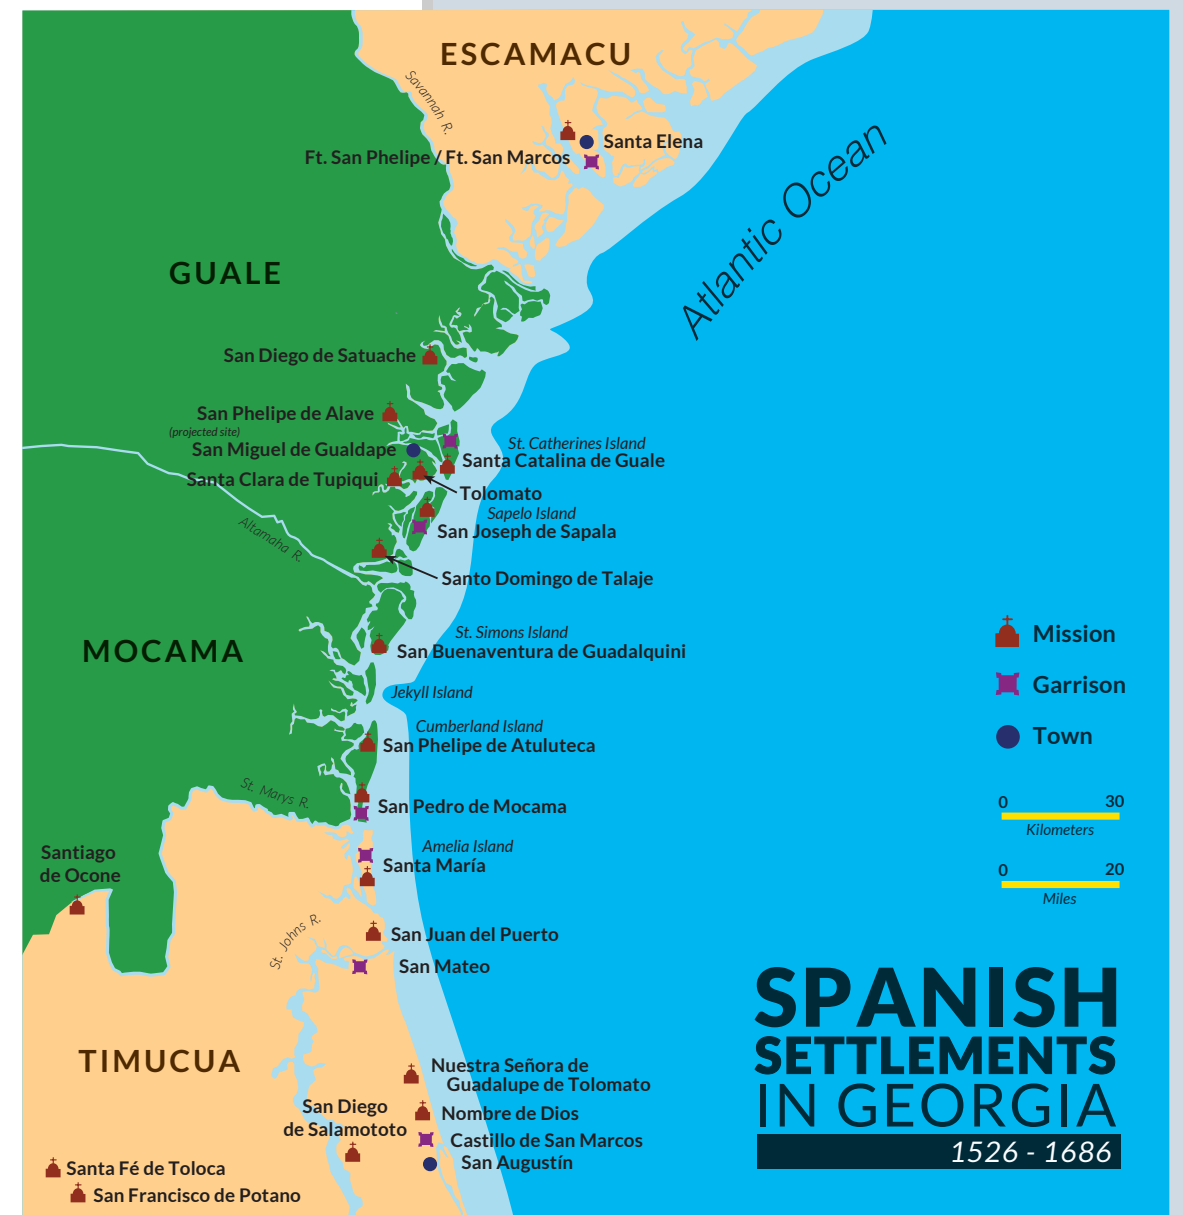 ESCAMACU
Savannah R.
Santa Elena
Ft. San Phelipe / Ft. San Marcos
Atlantic Ocean
GUALE
San Diego de Satuache
San Phelipe de Alave
(projected site)
San Miguel de Gualdape
St. Catherines Island
Santa Catalina de Guale
Santa Clara de Tupiqui
Tolomato
Sapelo Island
San Joseph de Sapala
Altamaha R.
Santo Domingo de Talaje
MOCAMA
St. Simons Island
San Buenaventura de Guadalquini
Jekyll Island
Cumberland Island
San Phelipe de Atuluteca
St. Marys R.
San Pedro de Mocama
Amelia Island
Santa María
Santiago
de Ocone
St. Johns R.
San Juan del Puerto
San Mateo
TIMUCUA
Nuestra Señora de
Guadalupe de Tolomato
San Diego
de Salamototo
Nombre de Dios
Castillo de San Marcos
San Augustín
Santa Fé de Toloca
San Francisco de Potano
Mission
Garrison
Town
0 30
Kilometers
0 20
Miles
SPANISH
SETTLEMENTS
IN GEORGIA
1526 - 1686